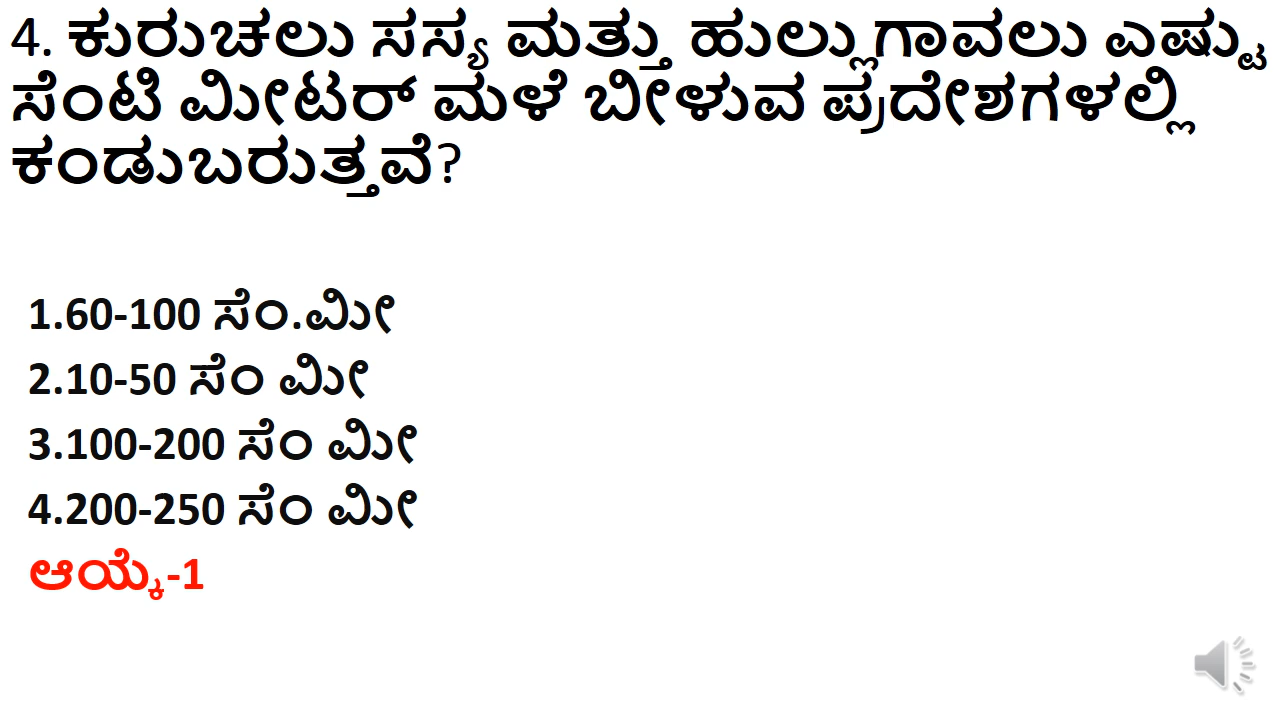 4. ಕುರುಚಲು ಸಸ್ಯ ಮತ್ತು ಹುಲ್ಲುಗಾವಲು ಎಷ್ಟು
ಸೆಂಟಿ ಮೀಟರ್ ಮಳೆ ಬೀಳುವ ಪ್ರದೇಶಗಳಲ್ಲಿ
ಕಂಡುಬರುತ್ತವೆ?
1.60-100 ಸೆಂ.ಮೀ
2.10-50 ಸೆಂ ಮೀ
3.100-200 ಸೆಂ ಮೀ
4.200-250 ಸೆಂ ಮೀ
ಆಯ್ಕೆ-1